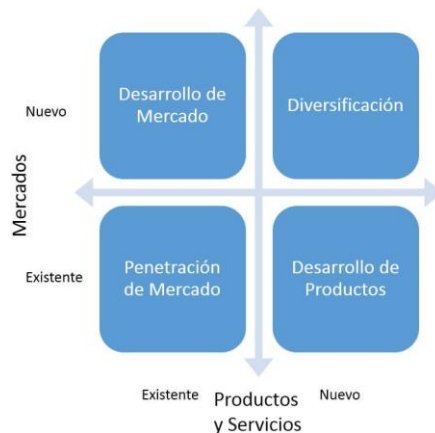 Desarrollo de
Mercado
Diversificación
Nuevo
Mercados
Penetración
de Mercado
Desarrollo de
Productos
Existente
Existente
Productos
y Servicios
Nuevo